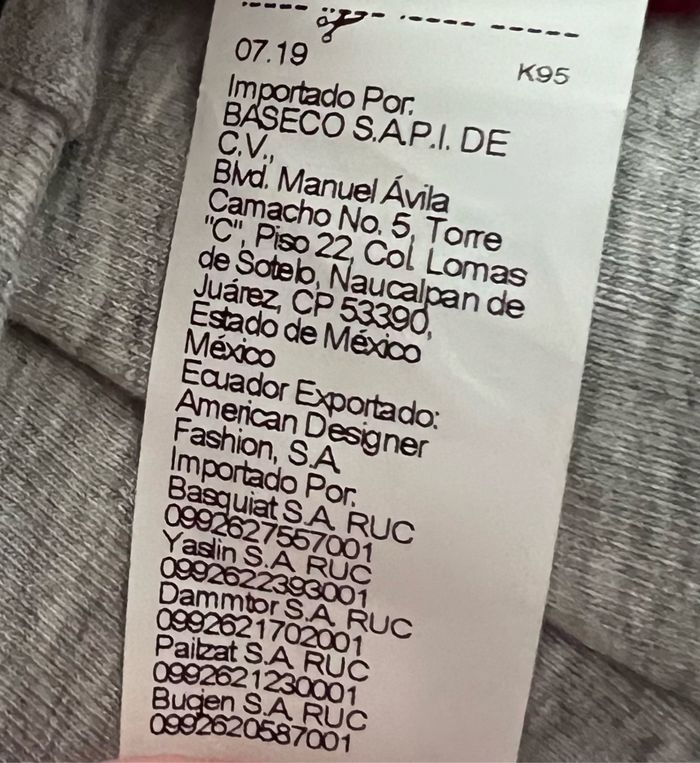 07.19
K95
Importado Por.
BASECO S.A.P.I. DE
C.V.,
Blvd. Manuel Ávila
Camacho No. 5, Torre
"C", Piso 22, Col. Lomas
de Sotelo, Naucalpan de
Juárez, CP 53390,
Estado de México
México
Ecuador Exportado:
American Designer
Fashion, S.A
Importado Por.
Basquiat S.A. RUC
0992627557001
Yaslin S.A RUC
0992622393001
Dammtor S.A. RUC
0992621702001
Pailzat S.A RUC
0992621230001
Bugen S.A. RUC
0992620587001